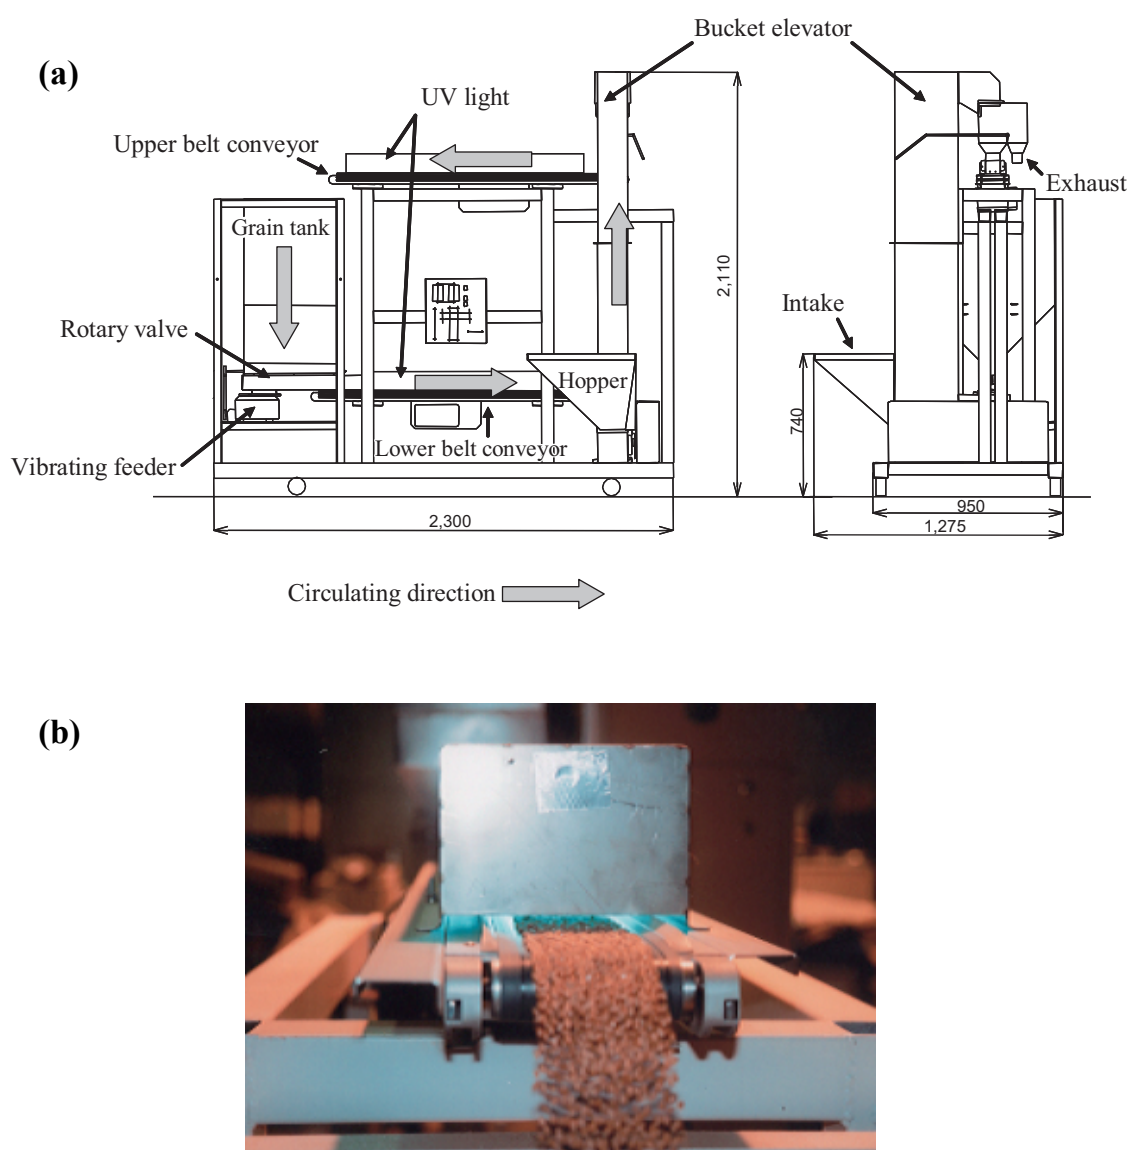 Bucket elevator
(a)
UV light
Upper belt conveyor
Exhaust
Grain tank
2,110
Intake
Rotary valve
Hopper
740
Lower belt conveyor
Vibrating feeder
950
2,300
1,275
Circulating direction
(b)